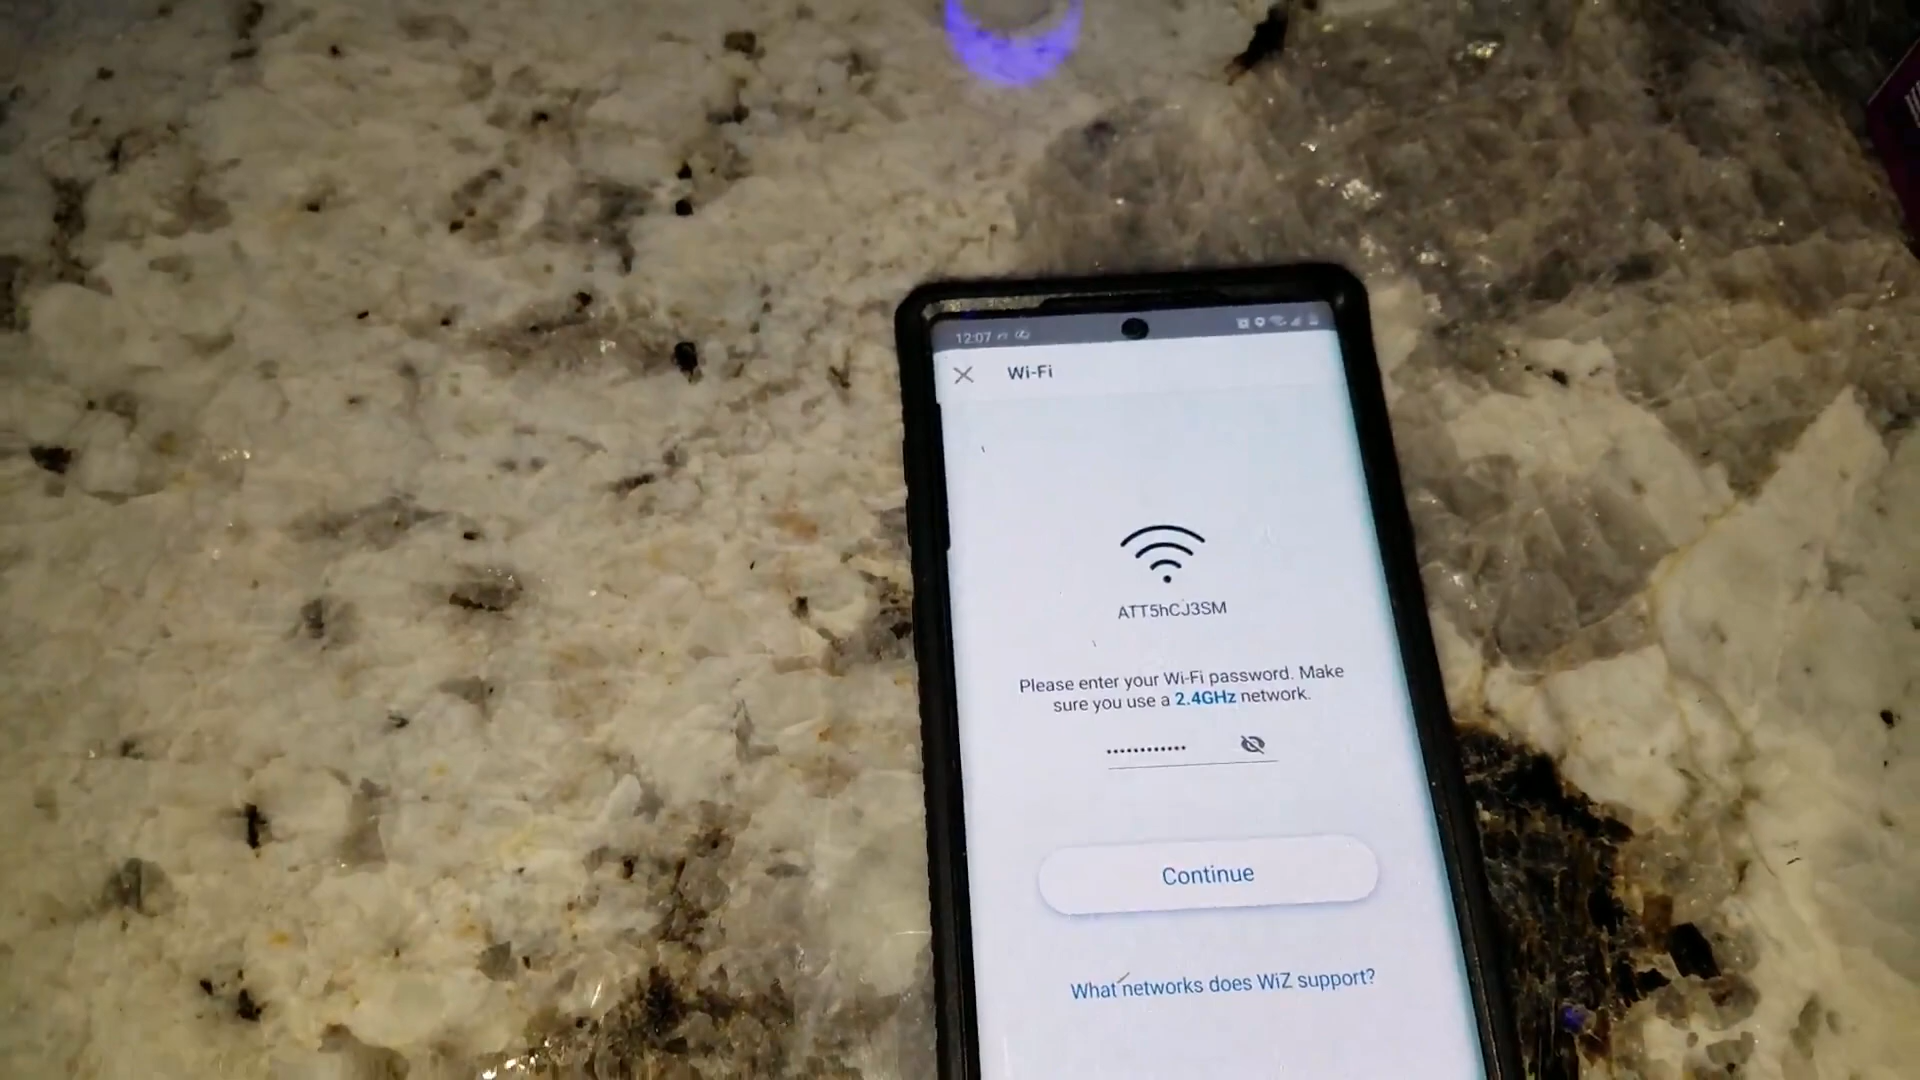 12:07
Wi-Fi
ATT5hCJ3SM
Please enter your Wi-Fi password. Make
sure you use a 2.4GHz network.
••••••••••••
Continue
What networks does WiZ support?